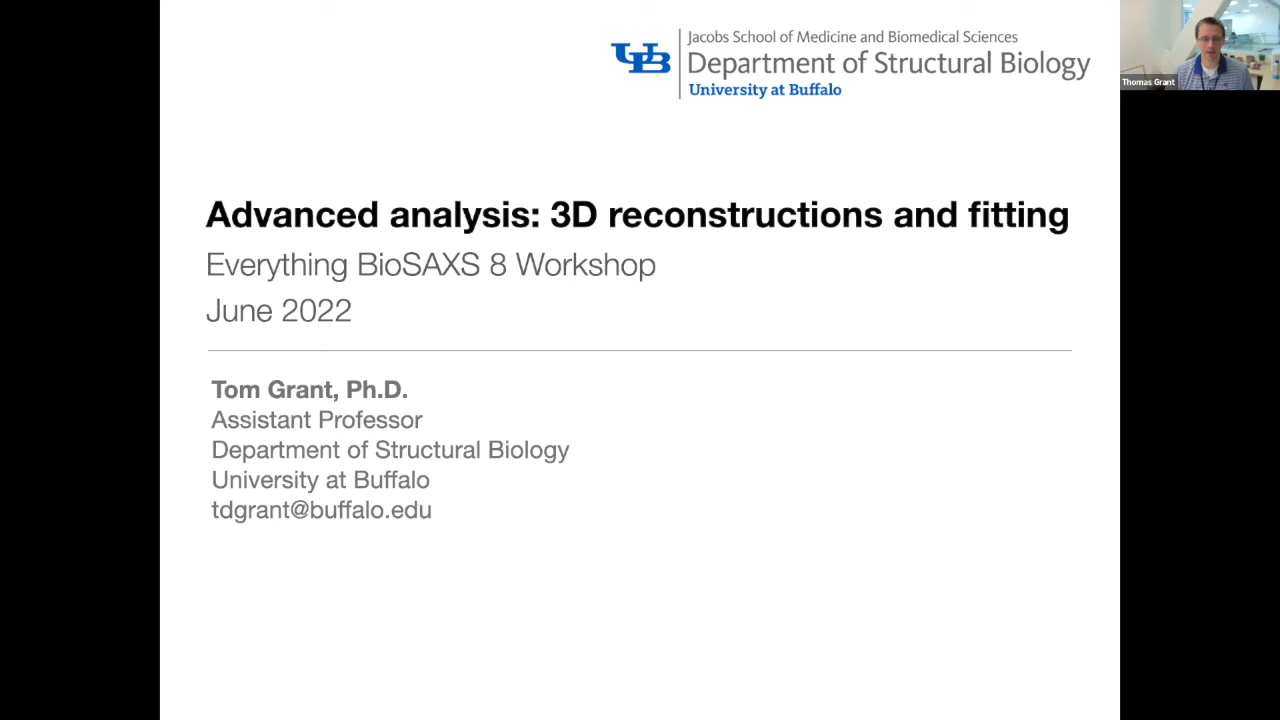 Jacobs School of Medicine and Biomedical Sciences
UB
Department of Structural Biology
University at Buffalo
Thomas Grant
Advanced analysis: 3D reconstructions and fitting
Everything BioSAXS 8 Workshop
June 2022
Tom Grant, Ph.D.
Assistant Professor
Department of Structural Biology
University at Buffalo
tdgrant@buffalo.edu